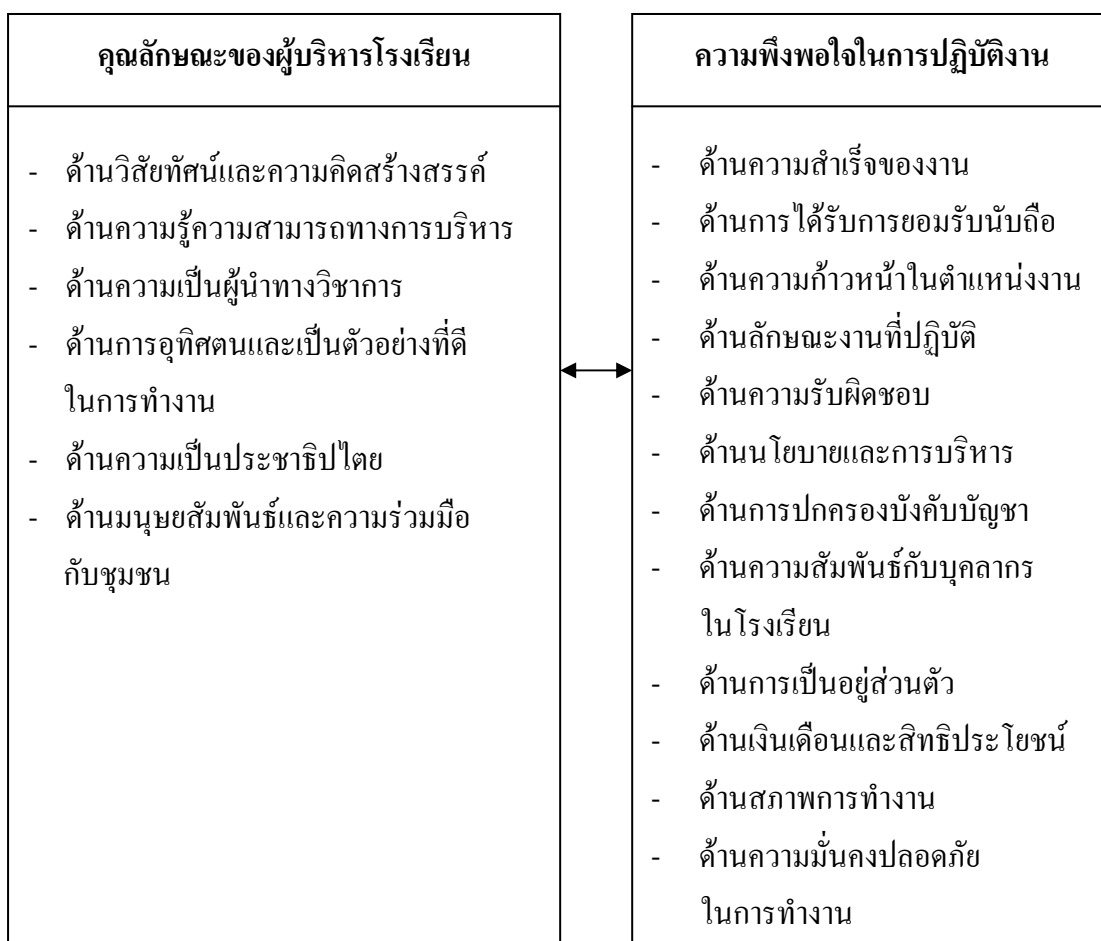 คุณลักษณะของผู้บริหารโรงเรียน
- ด้านวิสัยทัศน์และความคิดสร้างสรรค์
- ด้านความรู้ความสามารถทางการบริหาร
- ด้านความเป็นผู้นำทางวิชาการ
- ด้านการอุทิศตนและเป็นตัวอย่างที่ดี
ในการทำงาน
- ด้านความเป็นประชาธิปไตย
- ด้านมนุษยสัมพันธ์และความร่วมมือ
กับชุมชน
ความพึงพอใจในการปฏิบัติงาน
- ด้านความสำเร็จของงาน
- ด้านการได้รับการยอมรับนับถือ
- ด้านความก้าวหน้าในตำแหน่งงาน
- ด้านลักษณะงานที่ปฏิบัติ
- ด้านความรับผิดชอบ
- ด้านนโยบายและการบริหาร
- ด้านการปกครองบังคับบัญชา
- ด้านความสัมพันธ์กับบุคลากร
ในโรงเรียน
- ด้านการเป็นอยู่ส่วนตัว
- ด้านเงินเดือนและสิทธิประโยชน์
- ด้านสภาพการทำงาน
- ด้านความมั่นคงปลอดภัย
ในการทำงาน